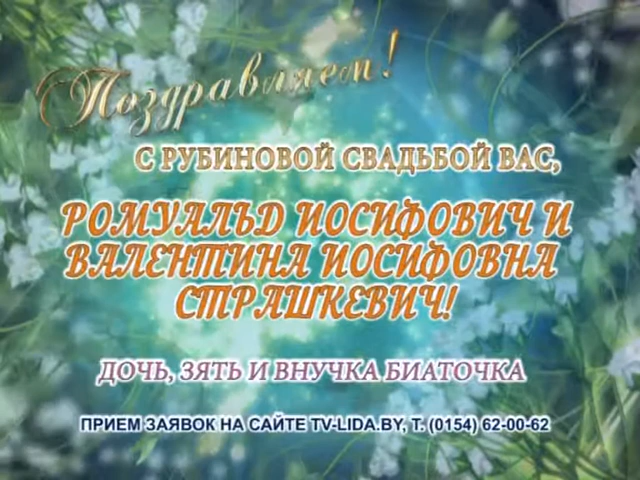 Поздравляем!
С РУБИНОВОЙ СВАДЬБОЙ ВАС,
РОМУАЛЬД ИОСИФОВИЧ И
ВАЛЕНТИНА ИОСИФОВНА
СТРАШКЕВИЧ!
ДОЧЬ, ЗЯТЬ И ВНУЧКА БИАТОЧКА
ПРИЕМ ЗАЯВОК НА САЙТЕ TV-LIDA.BY, Т. (0154) 62-00-62